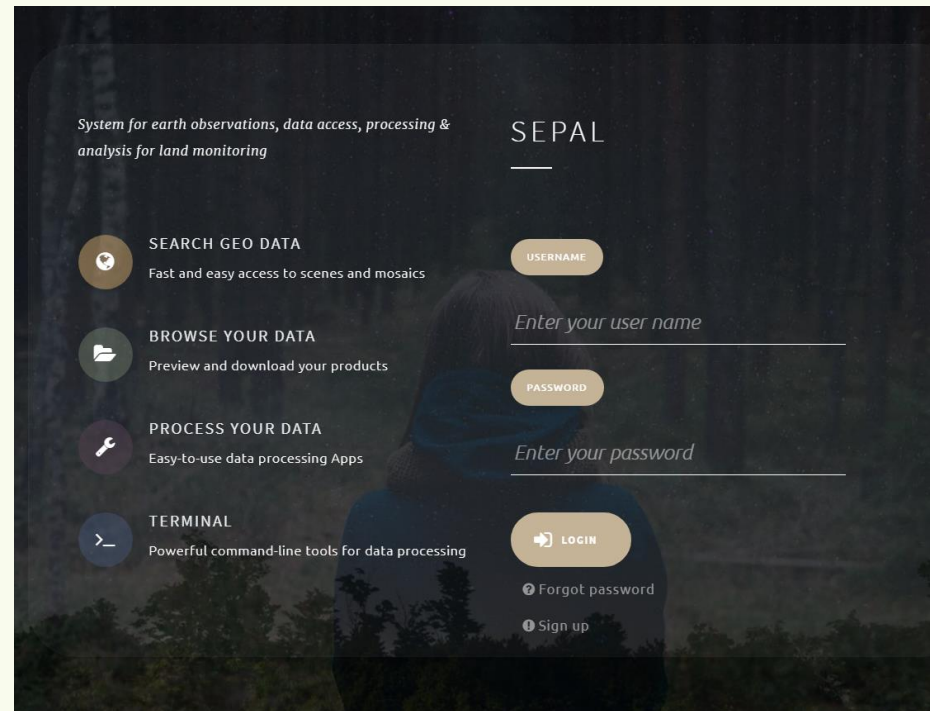 System for earth observations, data access, processing &
analysis for land monitoring
SEARCH GEO DATA
Fast and easy access to scenes and mosaics
BROWSE YOUR DATA
Preview and download your products
PROCESS YOUR DATA
Easy-to-use data processing Apps
TERMINAL
Powerful command-line tools for data processing
SEPAL
USERNAME
Enter your user name
PASSWORD
Enter your password
LOGIN
Forgot password
Sign up